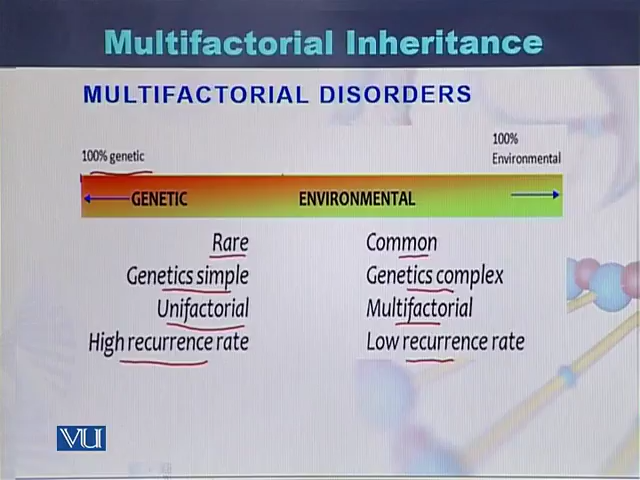 Multifactorial Inheritance
MULTIFACTORIAL DISORDERS
100% genetic
100%
Environmental
GENETIC ENVIRONMENTAL
Rare Common
Genetics simple Genetics complex
Unifactorial Multifactorial
High recurrence rate Low recurrence rate
VU